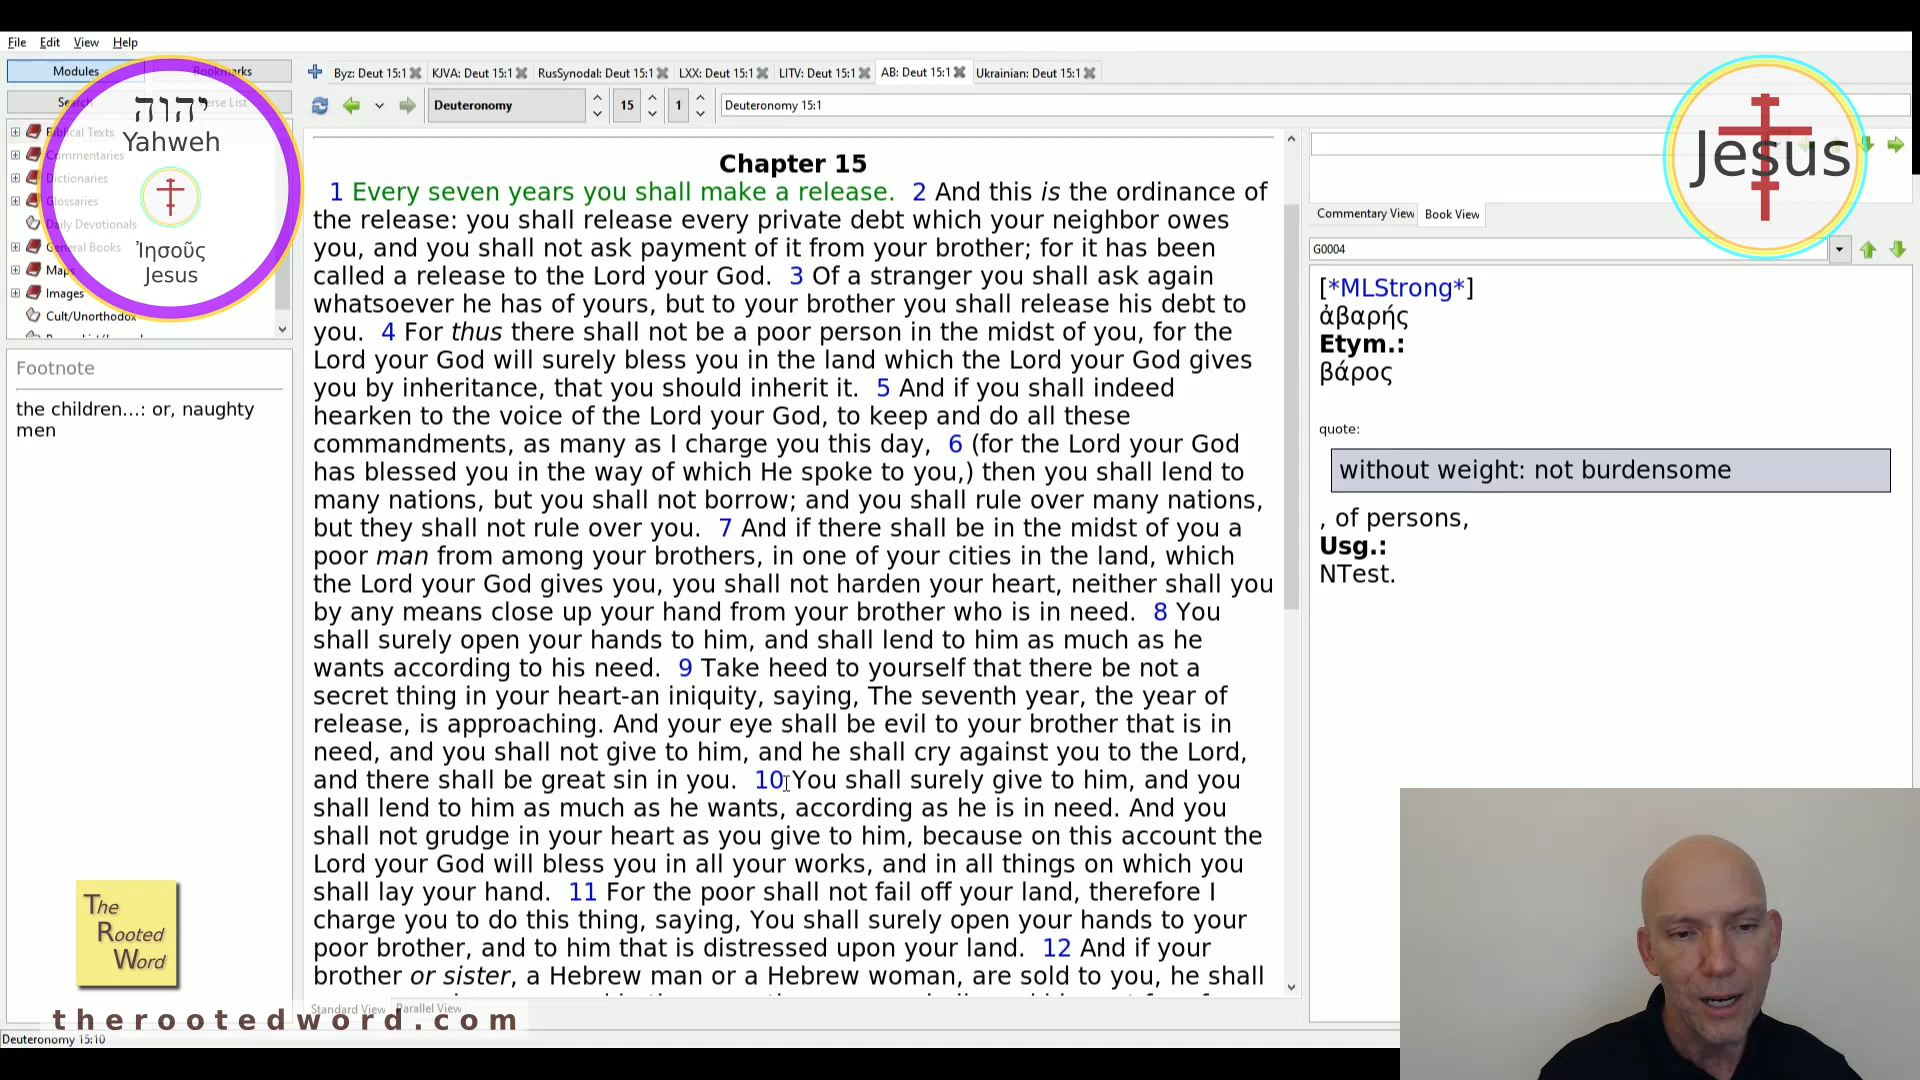 File Edit View Help
Modules Bookmarks
Search Verse List
Biblical Texts
Commentaries
Dictionaries
Glossaries
Daily Devotionals
General Books
Maps
Images
Cult/Unorthodox
יהוה
Yahweh
Ἰησοῦς
Jesus
Footnote
the children...: or, naughty
men
The
Rooted
Word
therootedword.com
Deuteronomy 15:10
Byz: Deut 15:1 KJVA: Deut 15:1 RusSynodal: Deut 15:1 LXX: Deut 15:1 LITV: Deut 15:1 AB: Deut 15:1 Ukrainian: Deut 15:1
Deuteronomy 15 1 Deuteronomy 15:1
Chapter 15
1 Every seven years you shall make a release. 2 And this is the ordinance of
the release: you shall release every private debt which your neighbor owes
you, and you shall not ask payment of it from your brother; for it has been
called a release to the Lord your God. 3 Of a stranger you shall ask again
whatsoever he has of yours, but to your brother you shall release his debt to
you. 4 For thus there shall not be a poor person in the midst of you, for the
Lord your God will surely bless you in the land which the Lord your God gives
you by inheritance, that you should inherit it. 5 And if you shall indeed
hearken to the voice of the Lord your God, to keep and do all these
commandments, as many as I charge you this day, 6 (for the Lord your God
has blessed you in the way of which He spoke to you,) then you shall lend to
many nations, but you shall not borrow; and you shall rule over many nations,
but they shall not rule over you. 7 And if there shall be in the midst of you a
poor man from among your brothers, in one of your cities in the land, which
the Lord your God gives you, you shall not harden your heart, neither shall you
by any means close up your hand from your brother who is in need. 8 You
shall surely open your hands to him, and shall lend to him as much as he
wants according to his need. 9 Take heed to yourself that there be not a
secret thing in your heart-an iniquity, saying, The seventh year, the year of
release, is approaching. And your eye shall be evil to your brother that is in
need, and you shall not give to him, and he shall cry against you to the Lord,
and there shall be great sin in you. 10 You shall surely give to him, and you
shall lend to him as much as he wants, according as he is in need. And you
shall not grudge in your heart as you give to him, because on this account the
Lord your God will bless you in all your works, and in all things on which you
shall lay your hand. 11 For the poor shall not fail off your land, therefore I
charge you to do this thing, saying, You shall surely open your hands to your
poor brother, and to him that is distressed upon your land. 12 And if your
brother or sister, a Hebrew man or a Hebrew woman, are sold to you, he shall
Standard View Parallel View
Jesus
Commentary View Book View
G0004
[*MLStrong*]
ἀβαρής
Etym.:
βάρος
quote:
without weight: not burdensome
, of persons,
Usg.:
NTest.